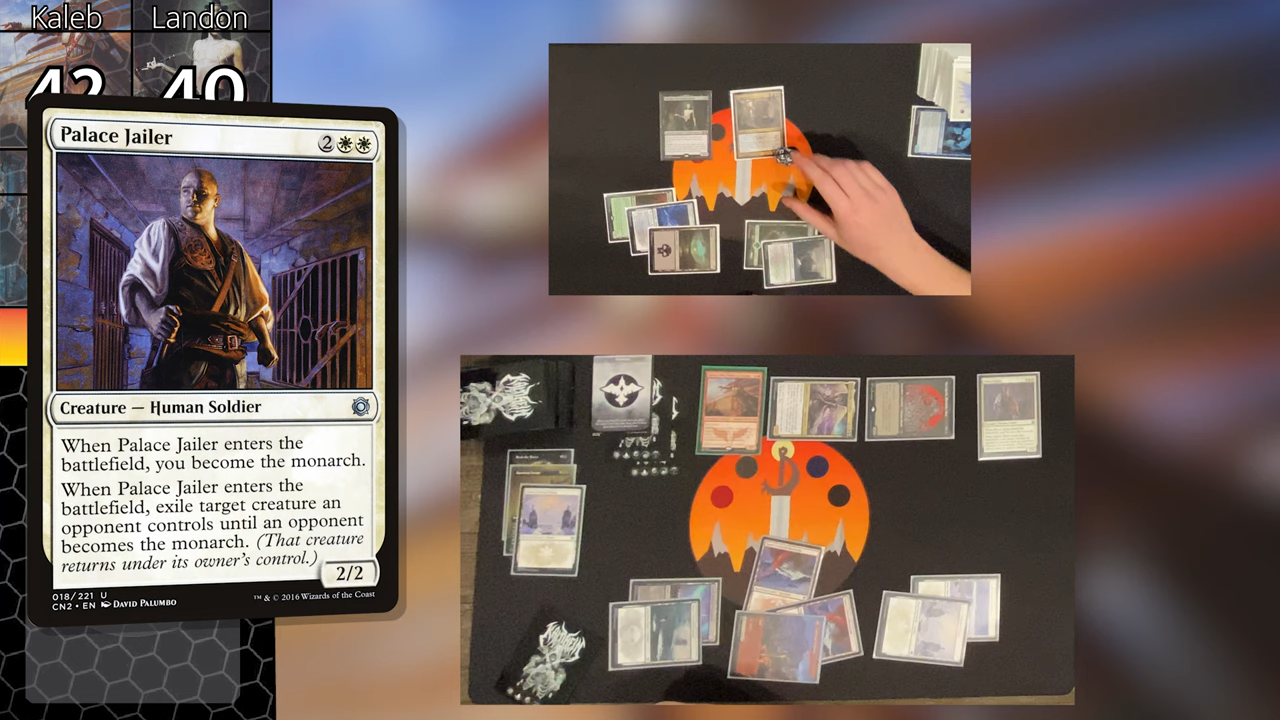 Kaleb
Landon
42
40
Palace Jailer
2
Creature — Human Soldier
When Palace Jailer enters the
battlefield, you become the monarch.
When Palace Jailer enters the
battlefield, exile target creature an
opponent controls until an opponent
becomes the monarch. (That creature
returns under its owner's control.)
2/2
018/221 U
CN2 • EN DAVID PALUMBO
™ & © 2016 Wizards of the Coast